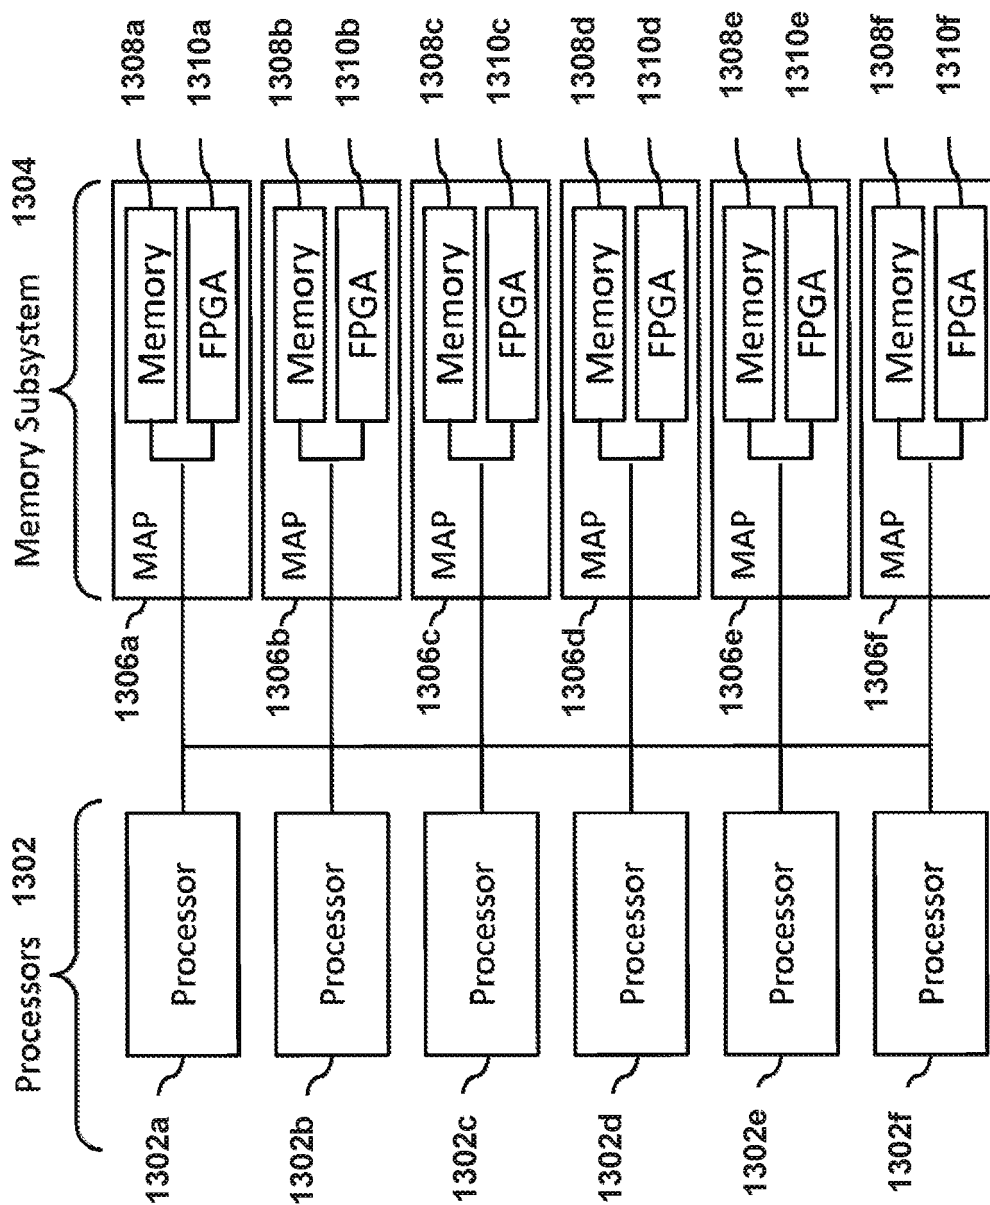 Processors 1302
Memory Subsystem 1304
1302a
Processor
1306a
MAP
Memory
FPGA
1308a
1310a
1302b
Processor
1306b
MAP
Memory
FPGA
1308b
1310b
1302c
Processor
1306c
MAP
Memory
FPGA
1308c
1310c
1302d
Processor
1306d
MAP
Memory
FPGA
1308d
1310d
1302e
Processor
1306e
MAP
Memory
FPGA
1308e
1310e
1302f
Processor
1306f
MAP
Memory
FPGA
1308f
1310f